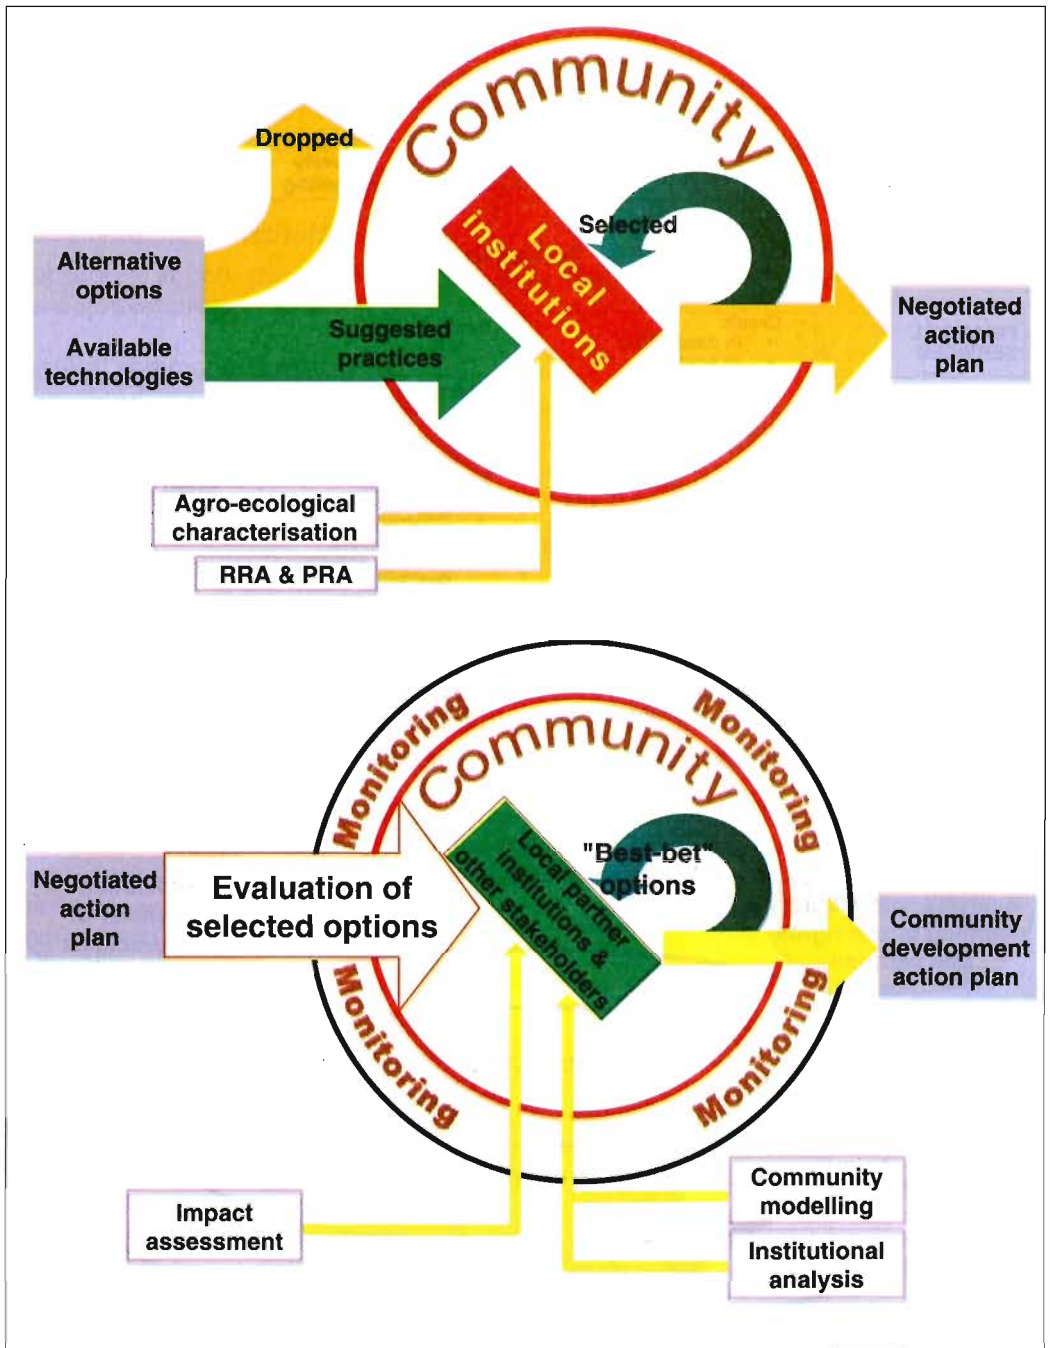 Community
Dropped
Selected
Local
institutions
Alternative
options
Available
technologies
Suggested
practices
Negotiated
action
plan
Agro-ecological
characterisation
RRA & PRA
Monitoring
Monitoring
Community
"Best-bet"
options
Local partner
institutions &
other stakeholders
Negotiated
action
plan
Evaluation of
selected options
Community
development
action plan
Monitoring
Monitoring
Impact
assessment
Community
modelling
Institutional
analysis